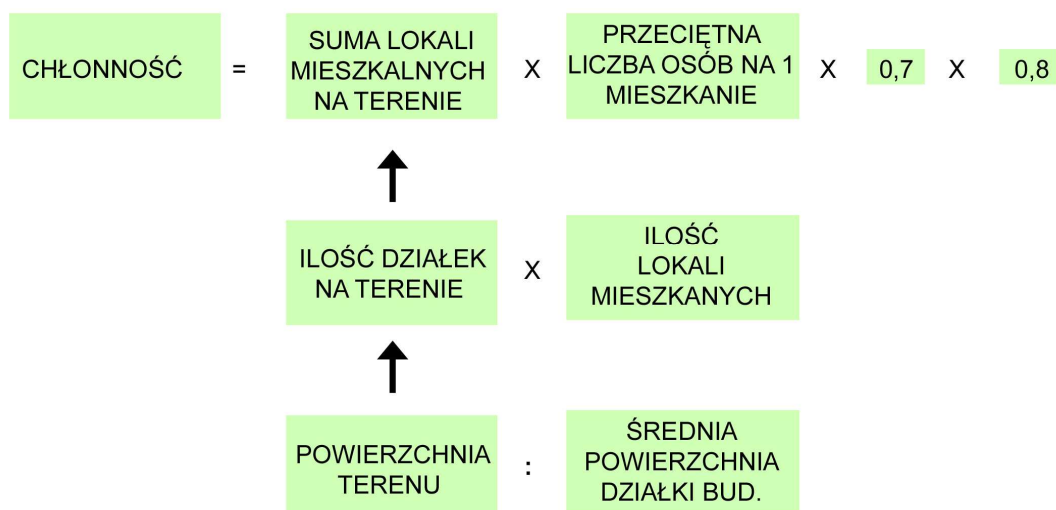 CHŁONNOŚĆ = SUMA LOKALI MIESZKALNYCH NA TERENIE X PRZECIĘTNA LICZBA OSÓB NA 1 MIESZKANIE X 0,7 X 0,8
ILOŚĆ DZIAŁEK NA TERENIE X ILOŚĆ LOKALI MIESZKANYCH
POWIERZCHNIA TERENU : ŚREDNIA POWIERZCHNIA DZIAŁKI BUD.